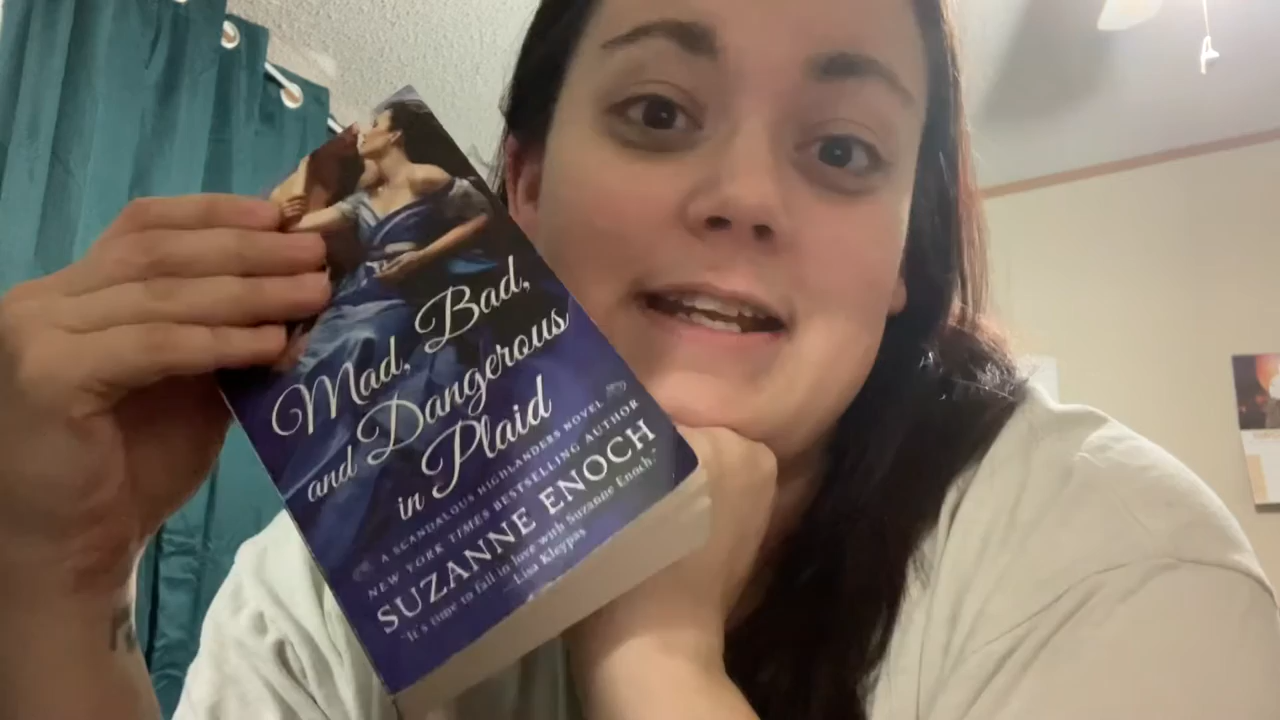 Mad, Bad,
and Dangerous
in Plaid
A SCANDALOUS HIGHLANDERS NOVEL
NEW YORK TIMES BESTSELLING AUTHOR
SUZANNE ENOCH
"It's time to fall in love with Suzanne Enoch."
—Lisa Kleypas